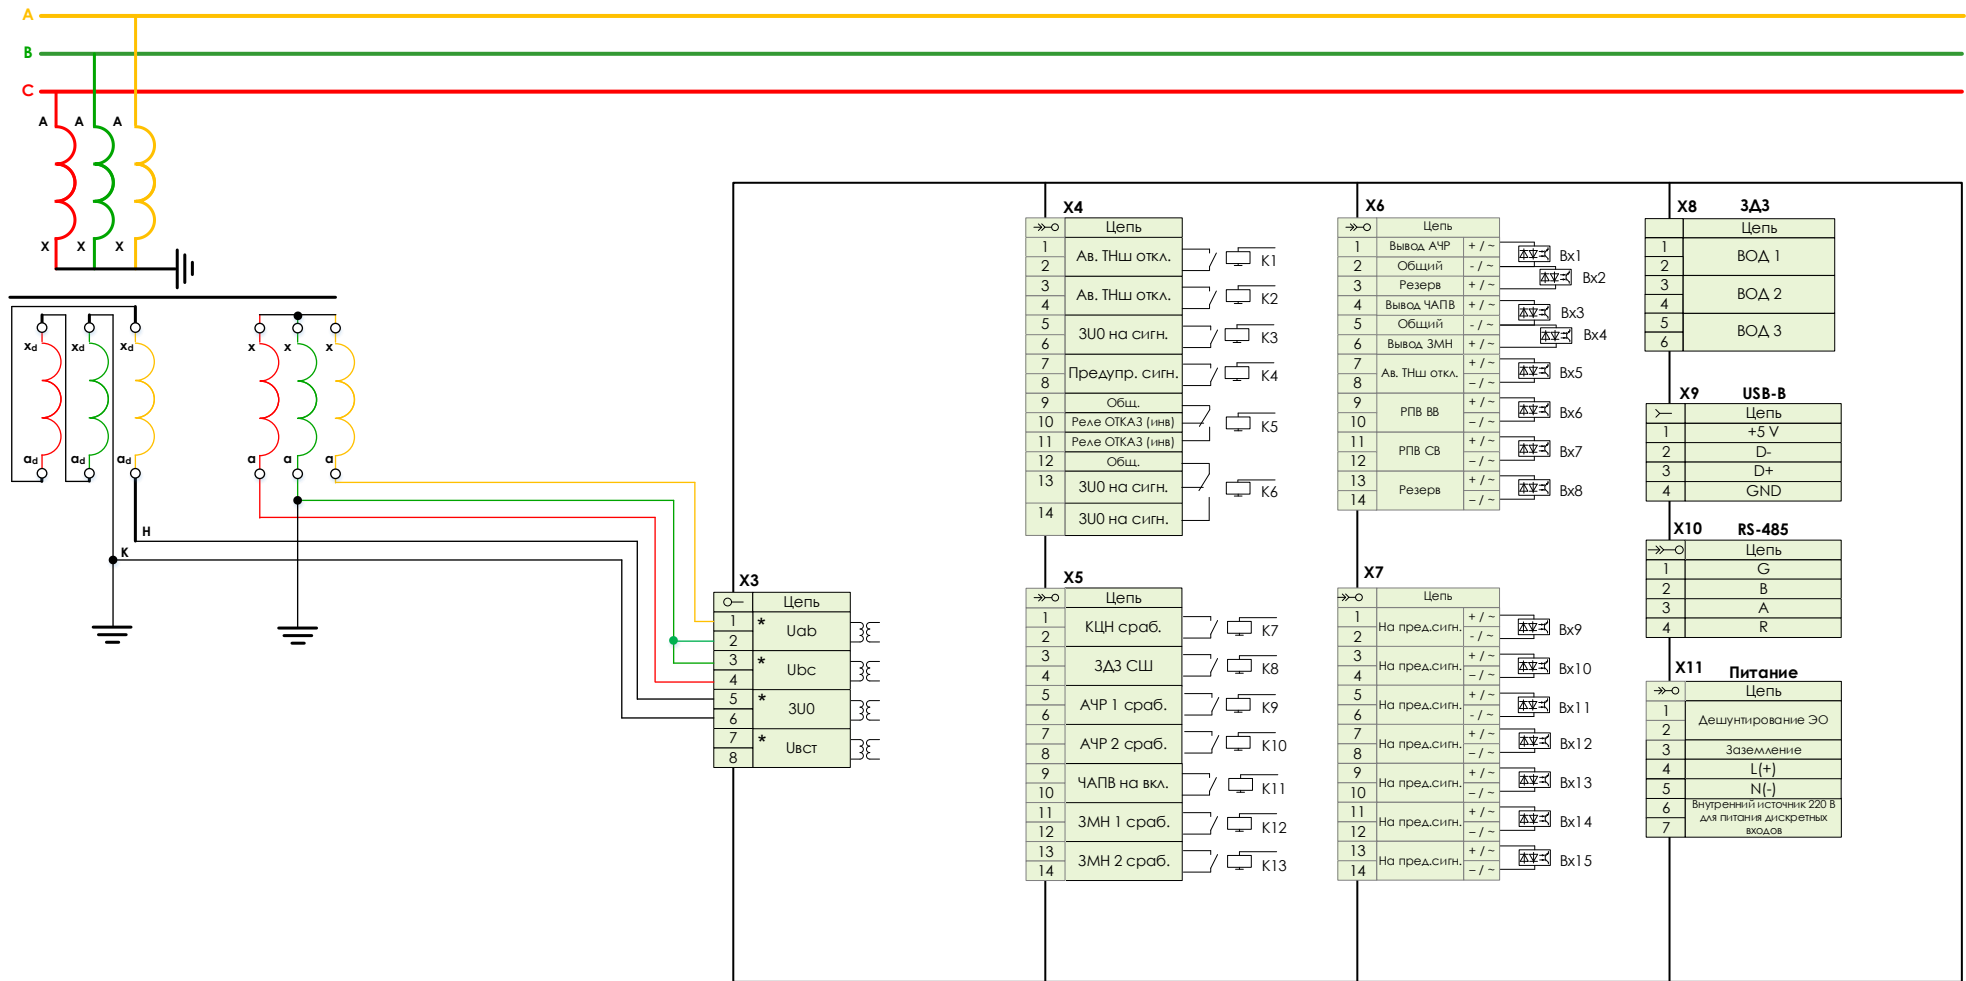 A
B
C
A A A
X X X
xd xd xd
ad ad ad
x x x
a a a
Н
К
X3
Цепь
1 * Uab
2
3 * Ubc
4
5 * 3U0
6
7 * Uвст
8
X4
Цепь
1 Ав. ТНш откл. K1
2
3 Ав. ТНш откл. K2
4
5 3U0 на сигн. K3
6
7 Предупр. сигн. K4
8
9 Общ.
10 Реле ОТКАЗ (инв) K5
11 Реле ОТКАЗ (инв)
12 Общ.
13 3U0 на сигн. K6
14 3U0 на сигн.
X5
Цепь
1 КЦН сраб. K7
2
3 ЗДЗ СШ K8
4
5 АЧР 1 сраб. K9
6
7 АЧР 2 сраб. K10
8
9 ЧАПВ на вкл. K11
10
11 ЗМН 1 сраб. K12
12
13 ЗМН 2 сраб. K13
14
X6
Цепь
1 Вывод АЧР + / ~ Вх1
2 Общий - / ~ Вх2
3 Резерв + / ~
4 Вывод ЧАПВ + / ~ Вх3
5 Общий - / ~ Вх4
6 Вывод ЗМН + / ~
7 Ав. ТНш откл. + / ~ Вх5
8 – / ~
9 РПВ ВВ + / ~ Вх6
10 – / ~
11 РПВ СВ + / ~ Вх7
12 – / ~
13 Резерв + / ~ Вх8
14 – / ~
X7
Цепь
1 На пред.сигн. + / ~ Вх9
2 - / ~
3 На пред.сигн. + / ~ Вх10
4 – / ~
5 На пред.сигн. + / ~ Вх11
6 - / ~
7 На пред.сигн. + / ~ Вх12
8 – / ~
9 На пред.сигн. + / ~ Вх13
10 – / ~
11 На пред.сигн. + / ~ Вх14
12 – / ~
13 На пред.сигн. + / ~ Вх15
14 – / ~
X8 ЗДЗ
Цепь
1 ВОД 1
2
3 ВОД 2
4
5 ВОД 3
6
X9 USB-B
Цепь
1 +5 V
2 D-
3 D+
4 GND
X10 RS-485
Цепь
1 G
2 B
3 A
4 R
X11 Питание
Цепь
1 Дешунтирование ЭО
2
3 Заземление
4 L(+)
5 N(-)
6 Внутренний источник 220 В
для питания дискретных
7 входов